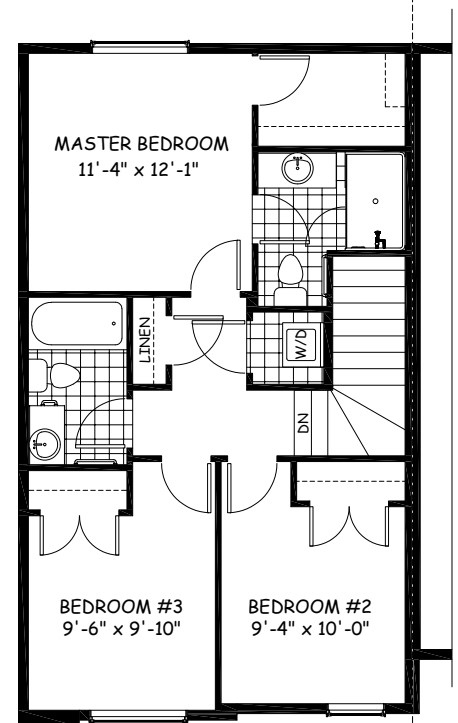 MASTER BEDROOM
11'-4" x 12'-1"
LINEN
W/D
DN
BEDROOM #3
9'-6" x 9'-10"
BEDROOM #2
9'-4" x 10'-0"